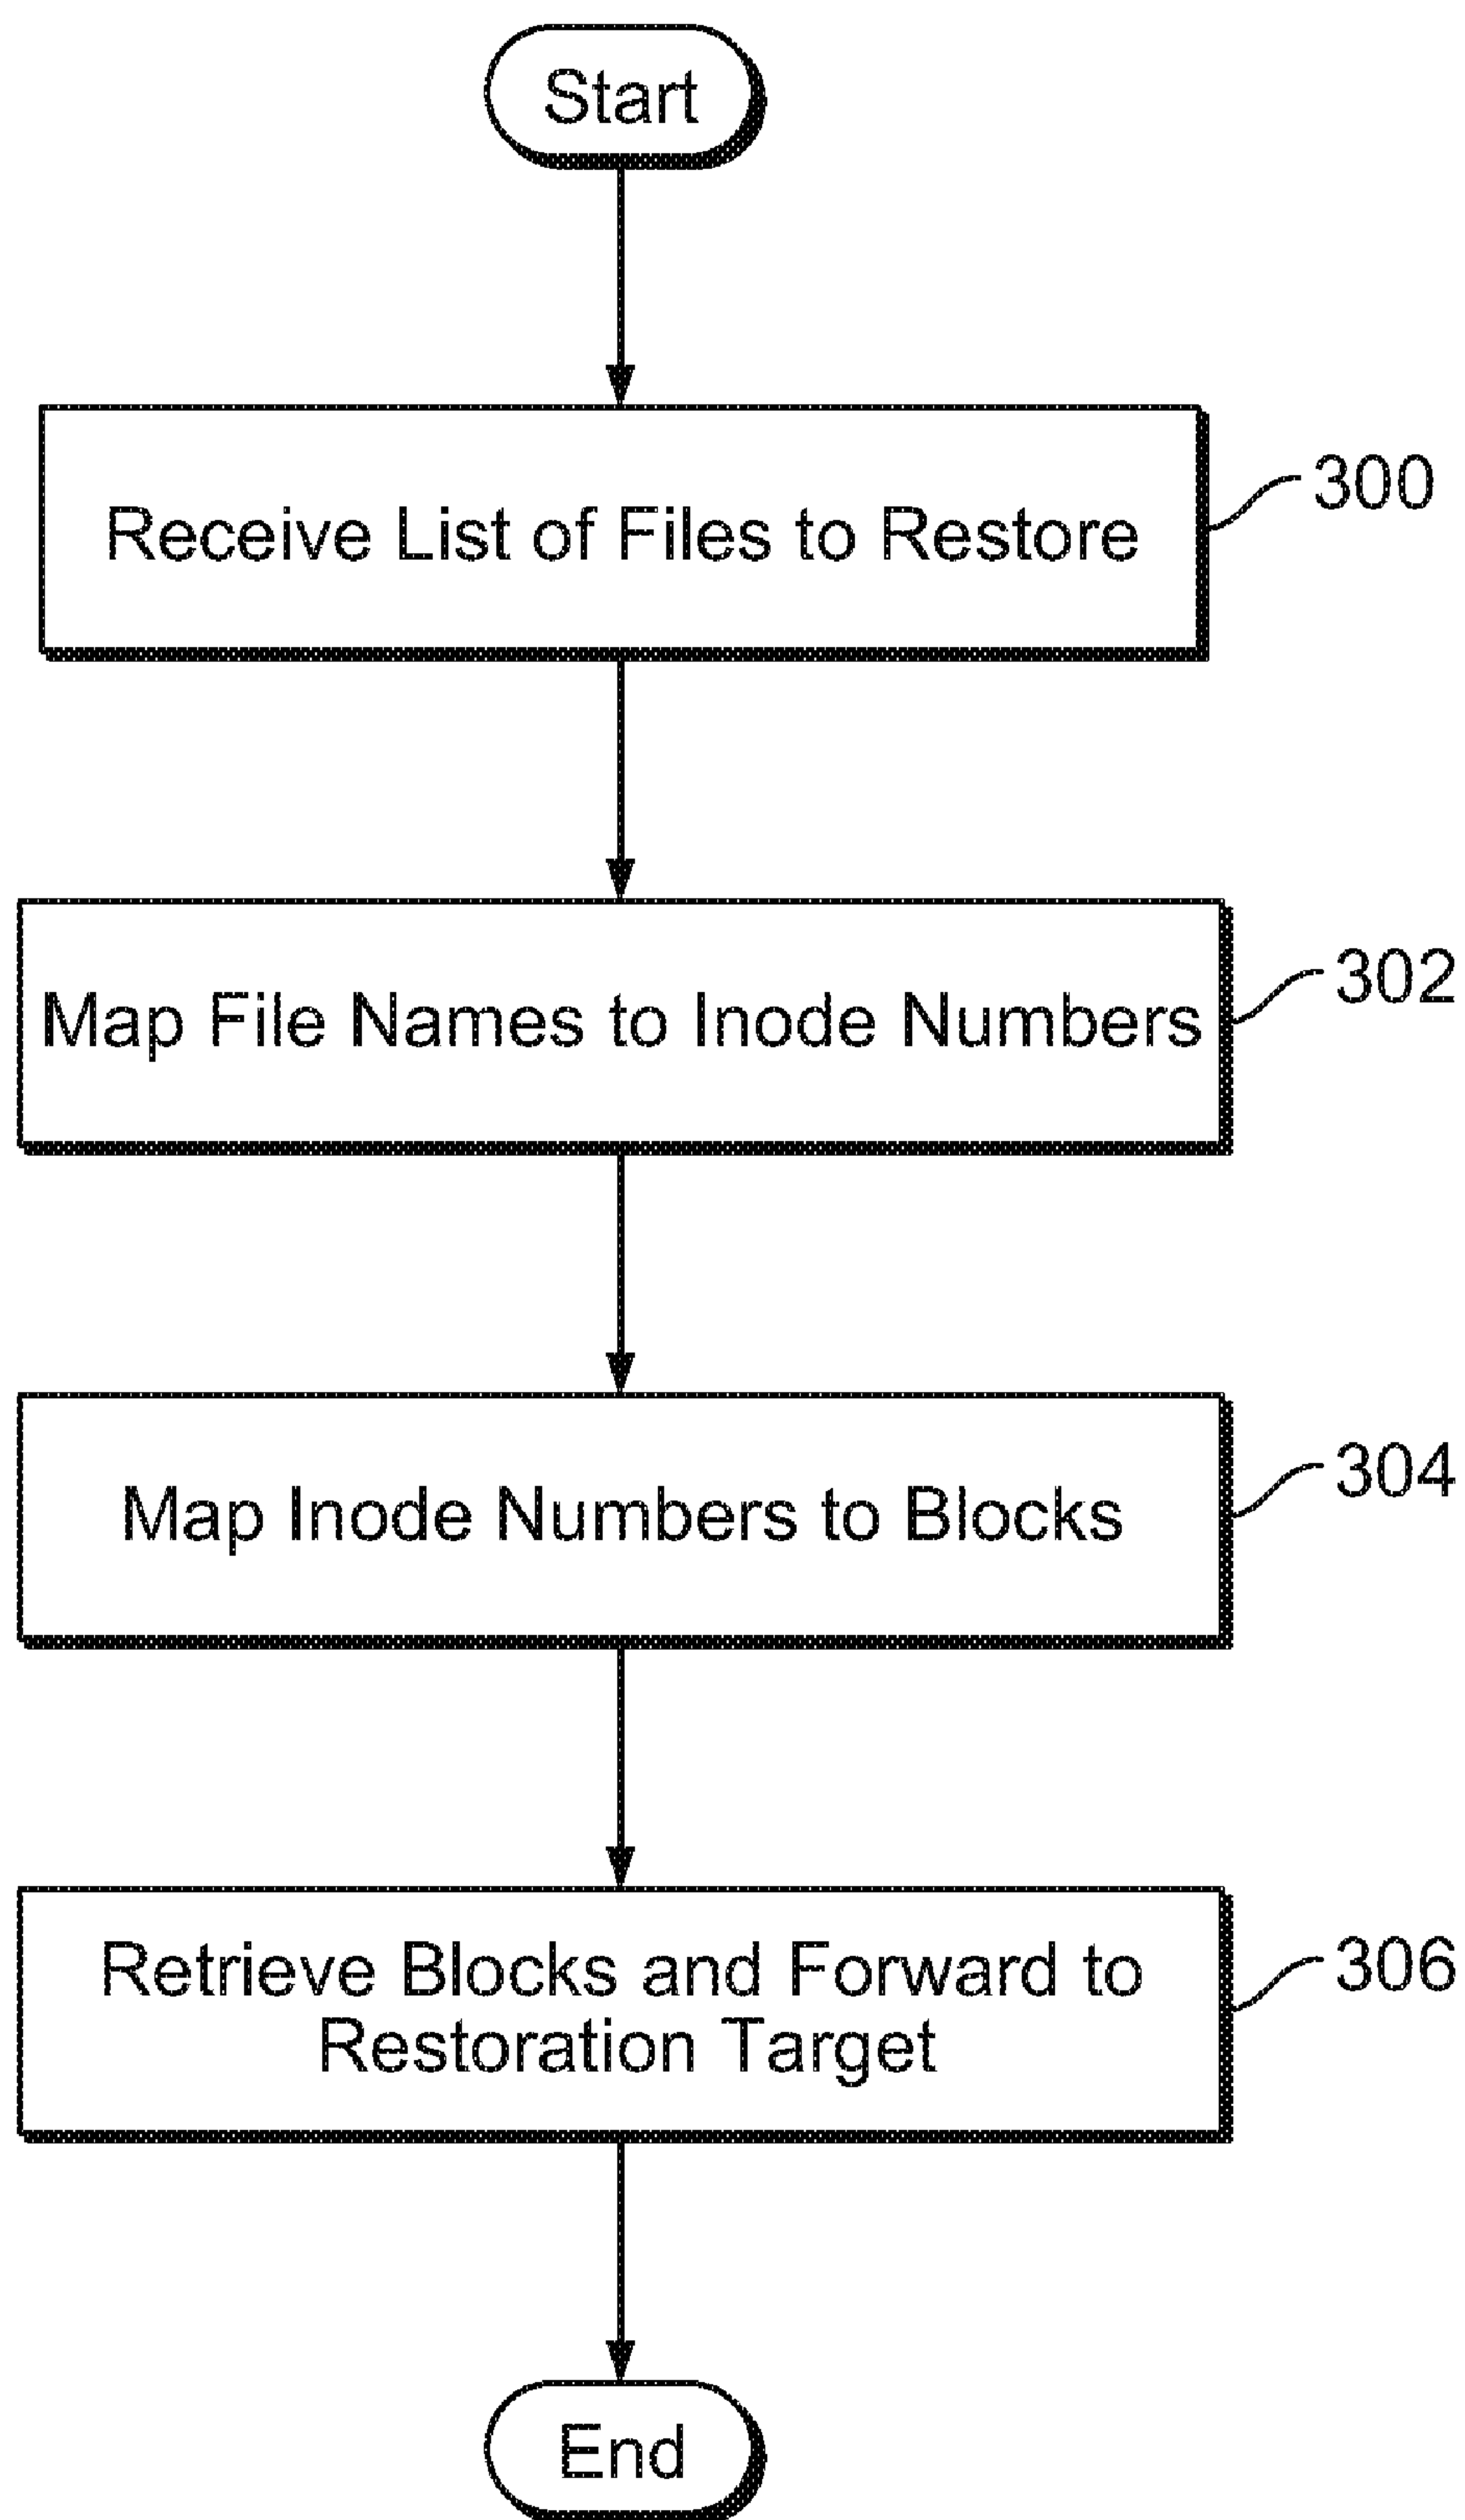 Start
Receive List of Files to Restore
300
Map File Names to Inode Numbers
302
Map Inode Numbers to Blocks
304
Retrieve Blocks and Forward to
Restoration Target
306
End